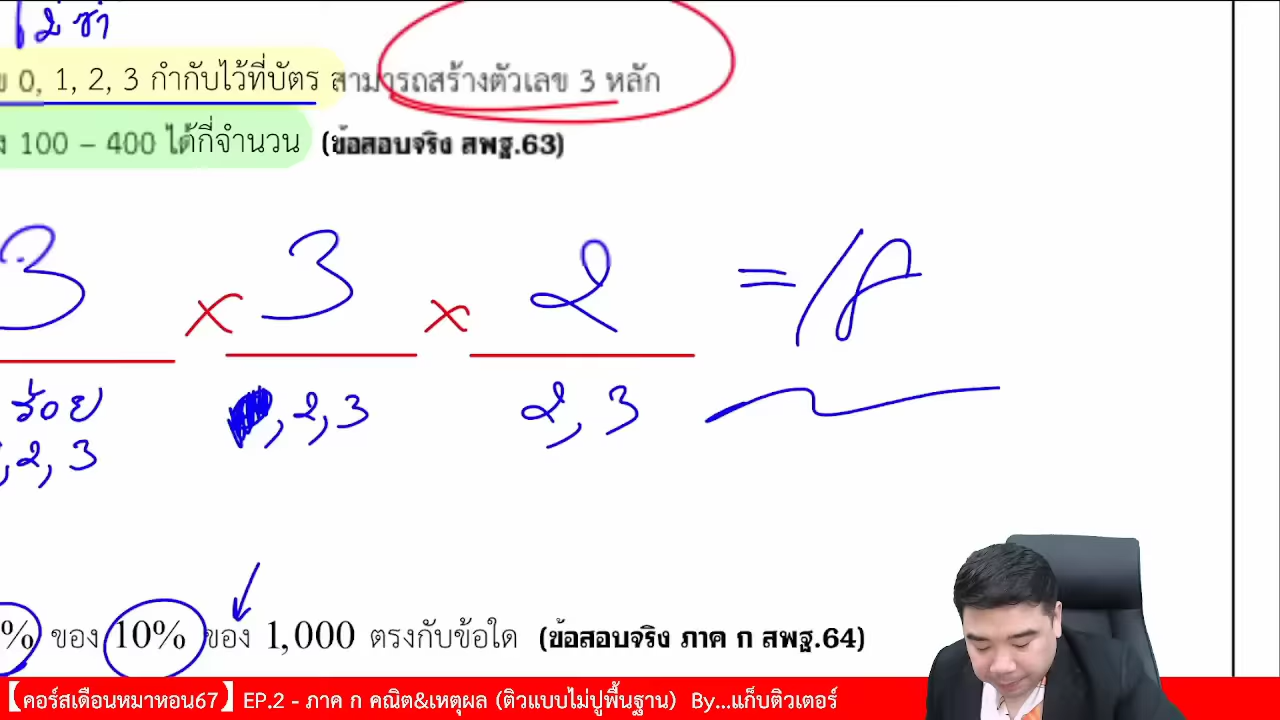 ไม่ซ้ำ
0, 1, 2, 3 กำกับไว้ที่บัตร สามารถสร้างตัวเลข 3 หลัก
100 – 400 ได้กี่จำนวน (ข้อสอบจริง สพฐ.63)
3 × 3 × 2 = 18
ร้อย , 2, 3 2, 3
, 2, 3
% ของ 10% ของ 1,000 ตรงกับข้อใด (ข้อสอบจริง ภาค ก สพฐ.64)
【คอร์สเดือนหมาหอน67】EP.2 - ภาค ก คณิต&เหตุผล (ติวแบบไม่ปูพื้นฐาน) By...แก็บติวเตอร์